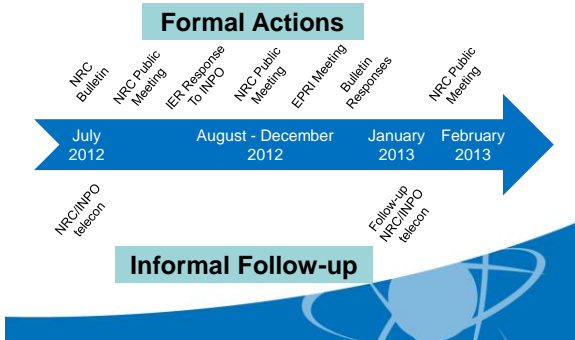 Formal Actions
NRC
Bulletin
NRC Public
Meeting
IER Response
To INPO
NRC Public
Meeting
EPRI Meeting
Bulletin
Responses
NRC Public
Meeting
July
2012
August - December
2012
January
2013
February
2013
NRC/INPO
telecon
Follow-up
NRC/INPO
telecon
Informal Follow-up